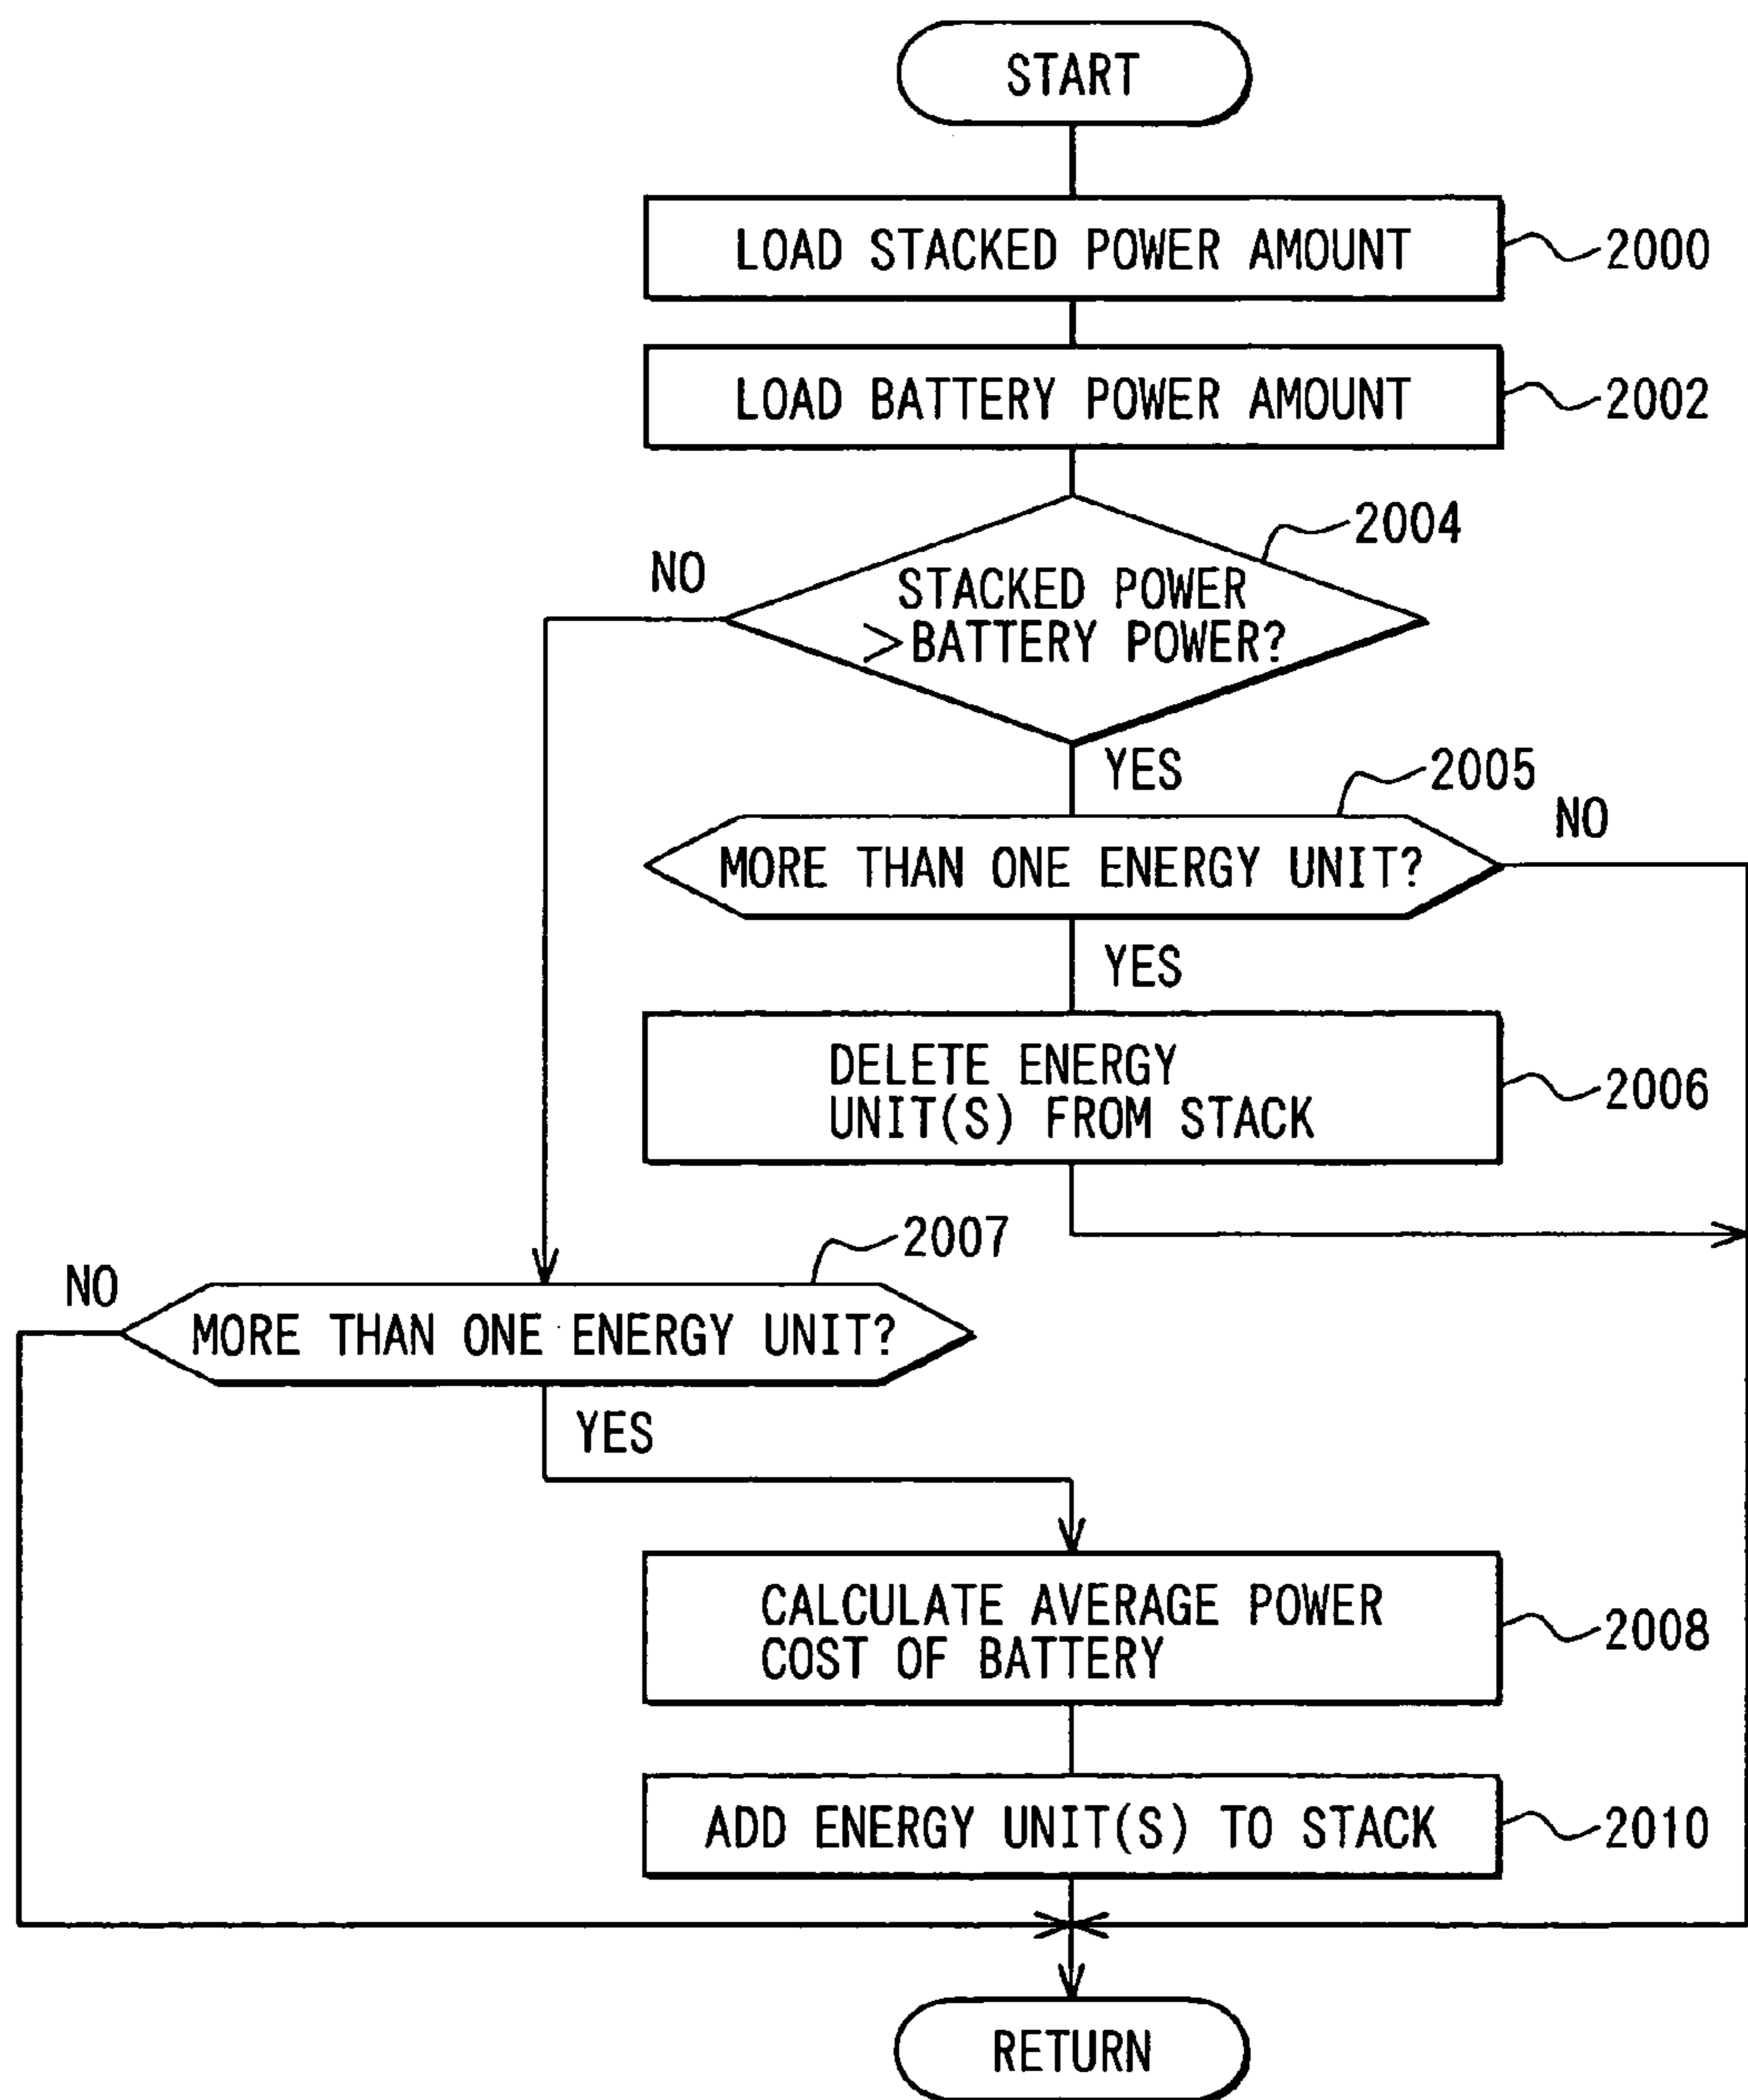 START
LOAD STACKED POWER AMOUNT
2000
LOAD BATTERY POWER AMOUNT
2002
2004
NO
STACKED POWER
>BATTERY POWER?
YES
2005
NO
MORE THAN ONE ENERGY UNIT?
YES
DELETE ENERGY
UNIT(S) FROM STACK
2006
2007
NO
MORE THAN ONE ENERGY UNIT?
YES
CALCULATE AVERAGE POWER
COST OF BATTERY
2008
ADD ENERGY UNIT(S) TO STACK
2010
RETURN